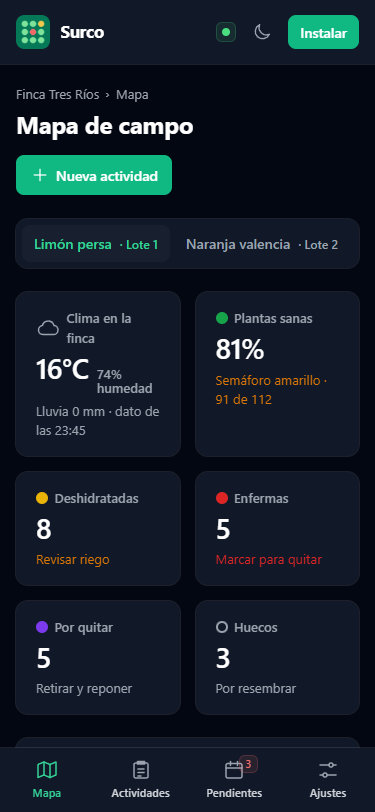 Surco
Instalar
Finca Tres Ríos › Mapa
Mapa de campo
Nueva actividad
Limón persa · Lote 1
Naranja valencia · Lote 2
Clima en la
finca
16°C 74%
humedad
Lluvia 0 mm · dato de
las 23:45
Plantas sanas
81%
Semáforo amarillo ·
91 de 112
Deshidratadas
8
Revisar riego
Enfermas
5
Marcar para quitar
Por quitar
5
Retirar y reponer
Huecos
3
Por resembrar
Mapa
Actividades
3
Pendientes
Ajustes